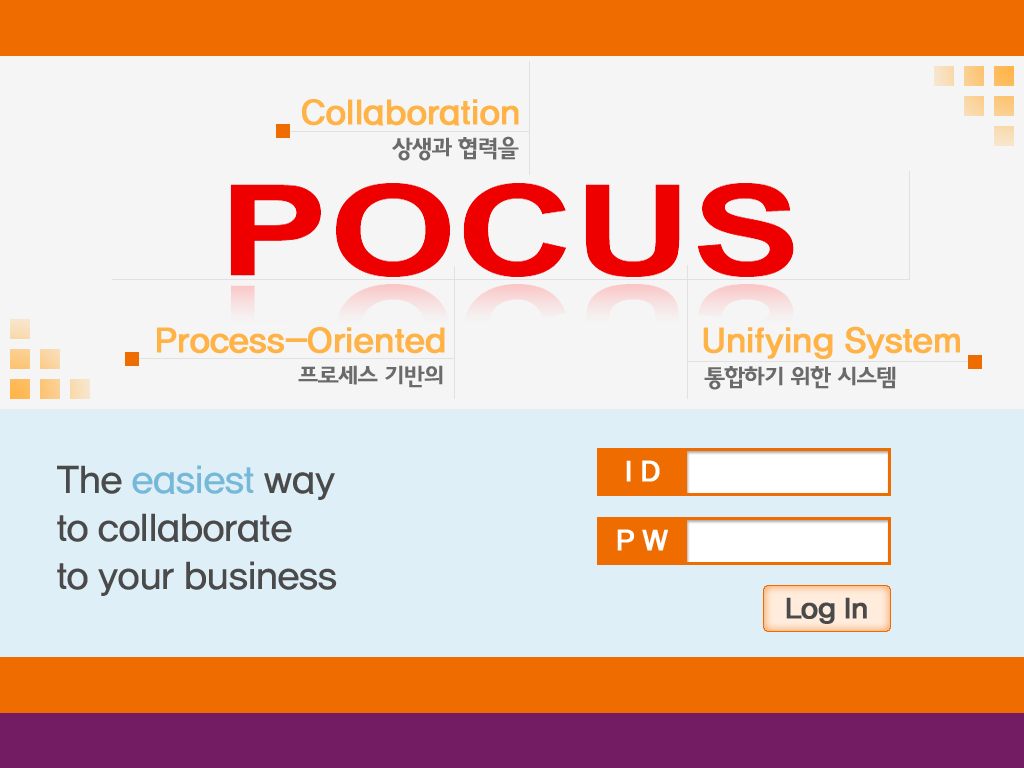 Collaboration
상생과 협력을
POCUS
Process-Oriented
프로세스 기반의
Unifying System
통합하기 위한 시스템
The easiest way
to collaborate
to your business
ID
PW
Log In